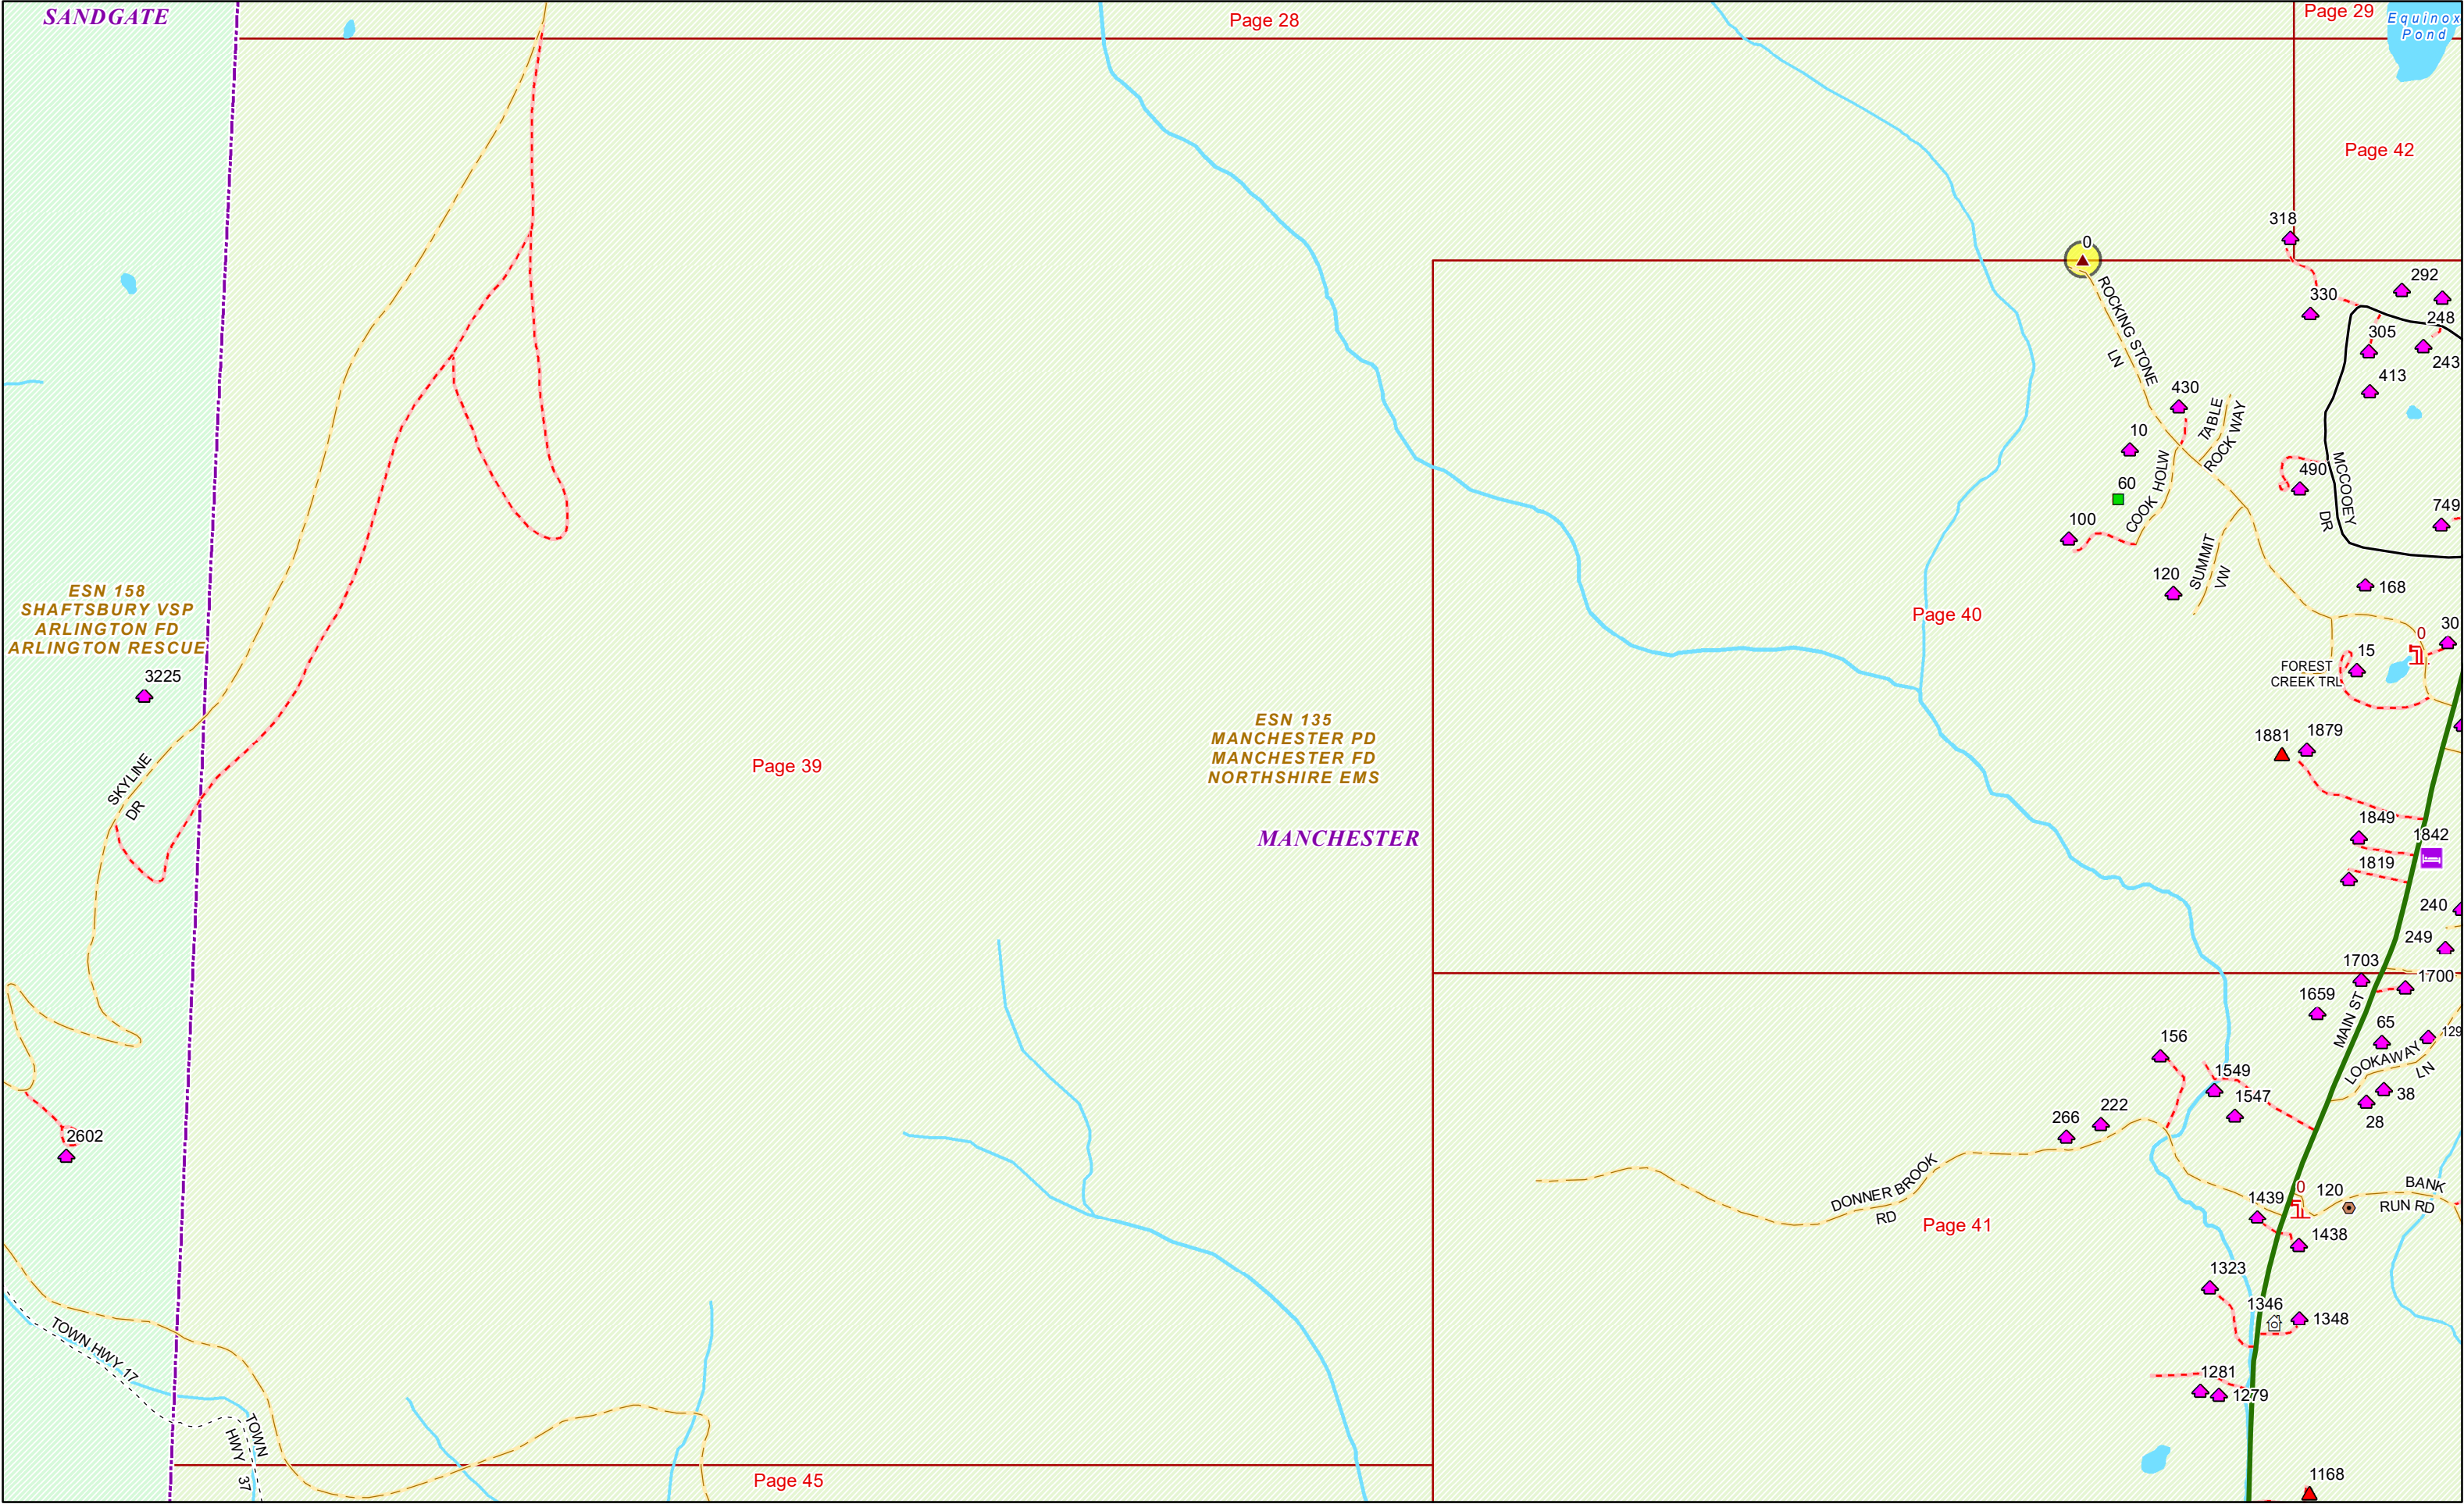 SANDGATE
Page 28
Page 29
Equinox
Pond
Page 42
318
0
292
330
248
305
243
413
ROCKING STONE
LN
430
TABLE
ROCK WAY
10
60
COOK HOLW
490
MCCOOEY
DR
749
100
120
SUMMIT
VW
168
ESN 158
SHAFTSBURY VSP
ARLINGTON FD
ARLINGTON RESCUE
3225
Page 40
0
30
15
FOREST
CREEK TRL
ESN 135
MANCHESTER PD
MANCHESTER FD
NORTHSHIRE EMS
1881
1879
Page 39
SKYLINE
DR
MANCHESTER
1849
1842
1819
240
249
1703
1700
1659
MAIN ST
65
129
LOOKAWAY
LN
156
1549
1547
38
28
266
222
2602
DONNER BROOK
RD
Page 41
1439
0
120
BANK
RUN RD
1438
1323
1346
1348
TOWN HWY 17
1281
1279
TOWN
HWY 37
Page 45
1168